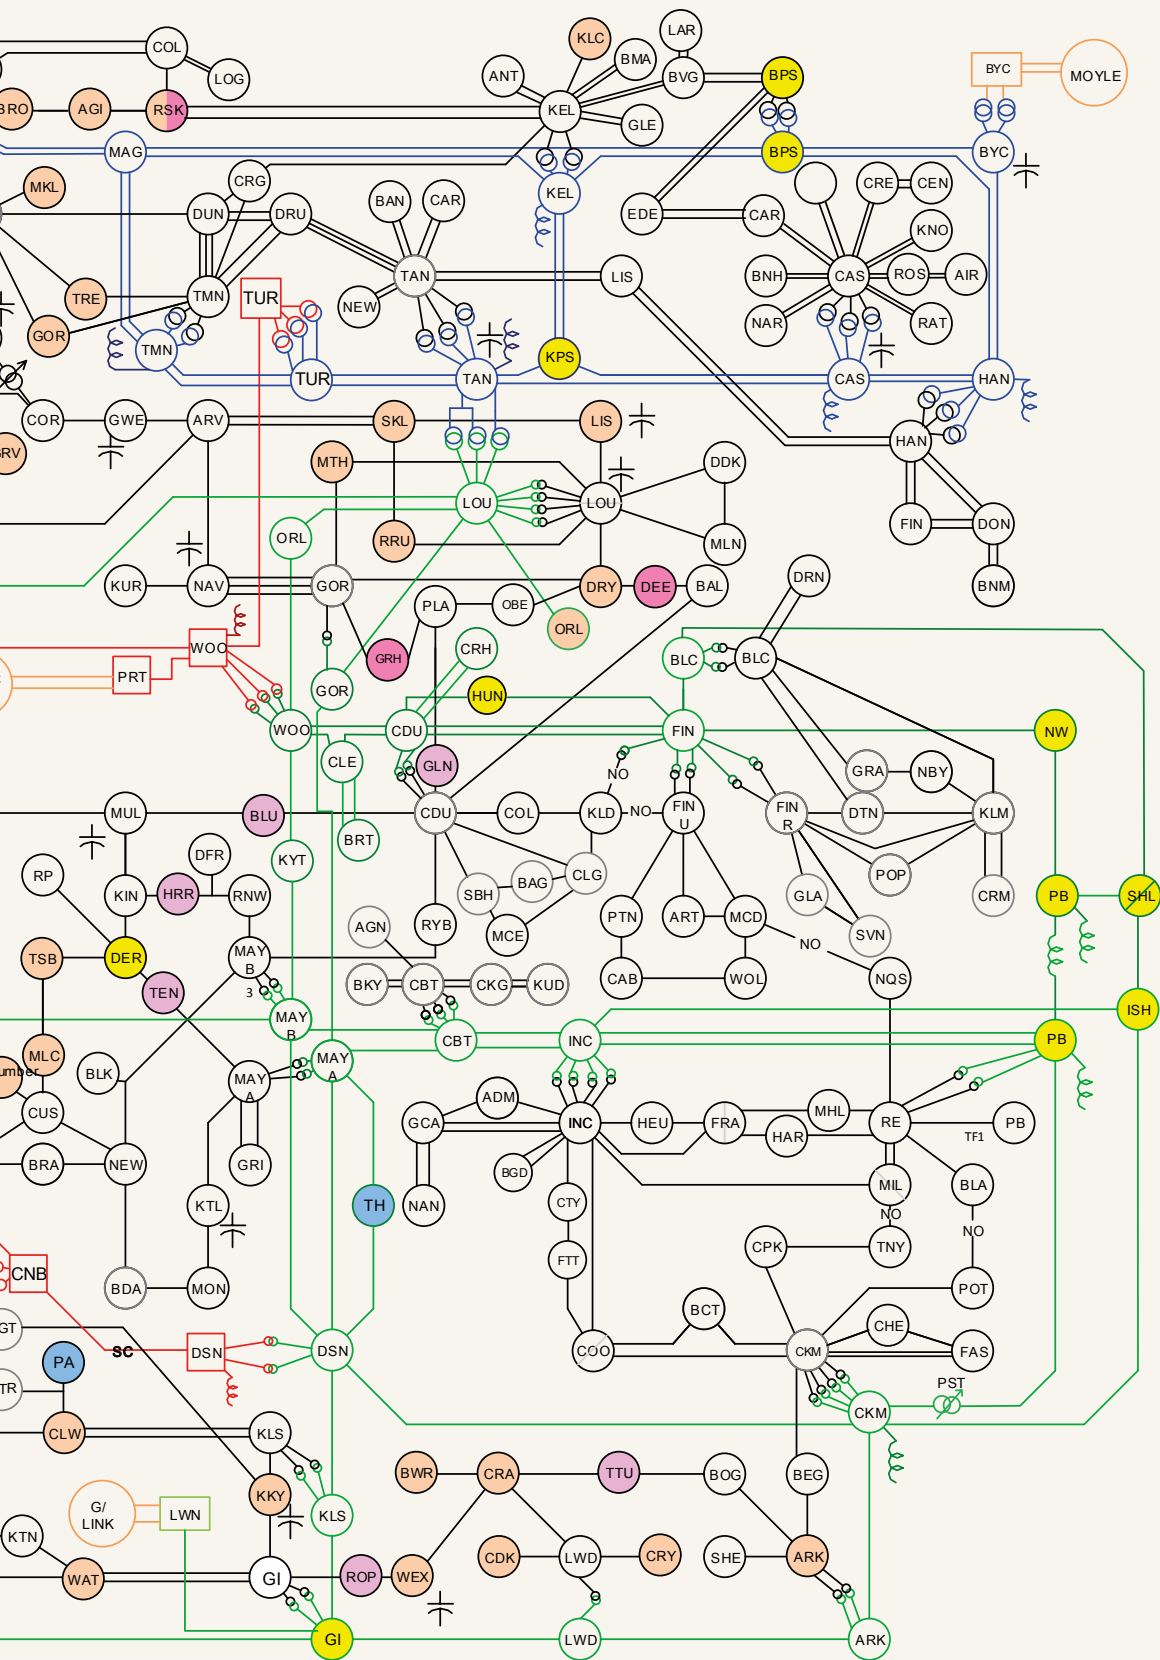 COL
KLC
LAR
BMA
ANT
LOG
BVG
BPS
BYC
MOYLE
BRO
AGI
RSK
KEL
GLE
MAG
BPS
BYC
MKL
CRG
KEL
CRE
CEN
DUN
DRU
BAN
CAR
EDE
CAR
KNO
TRE
TMN
TUR
TAN
LIS
BNH
CAS
ROS
AIR
NEW
NAR
RAT
GOR
TMN
KPS
TUR
TAN
CAS
HAN
COR
GWE
ARV
SKL
LIS
HAN
GRV
MTH
DDK
LOU
LOU
FIN
DON
ORL
RRU
MLN
KUR
NAV
GOR
DRY
DEE
BAL
DRN
BNM
PLA
OBE
ORL
WOO
GRH
CRH
BLC
BLC
PRT
GOR
HUN
WOO
CDU
FIN
NW
CLE
GLN
NO
GRA
NBY
MUL
BLU
CDU
COL
KLD
NO
FIN
U
FIN
R
DTN
KLM
BRT
DFR
KYT
RP
KIN
HRR
RNW
SBH
BAG
CLG
POP
GLA
CRM
PB
SHL
AGN
RYB
MCE
PTN
ART
MCD
SVN
NO
TSB
DER
MAY
B
TEN
3
BKY
CBT
CKG
KUD
CAB
WOL
NQS
MAY
B
ISH
CBT
INC
PB
MLC
MAY
A
umber
BLK
MAY
A
CUS
ADM
GCA
INC
HEU
FRA
MHL
HAR
RE
TF1
PB
BRA
NEW
GRI
BGD
MIL
BLA
KTL
TH
NAN
CTY
NO
NO
CPK
TNY
FTT
CNB
BDA
MON
POT
BCT
GT
CHE
SC
DSN
DSN
COO
CKM
FAS
PA
TR
PST
CKM
CLW
KLS
BWR
CRA
TTU
BOG
BEG
KKY
G/
LINK
LWN
KLS
KTN
CDK
LWD
CRY
SHE
ARK
WAT
GI
ROP
WEX
GI
LWD
ARK